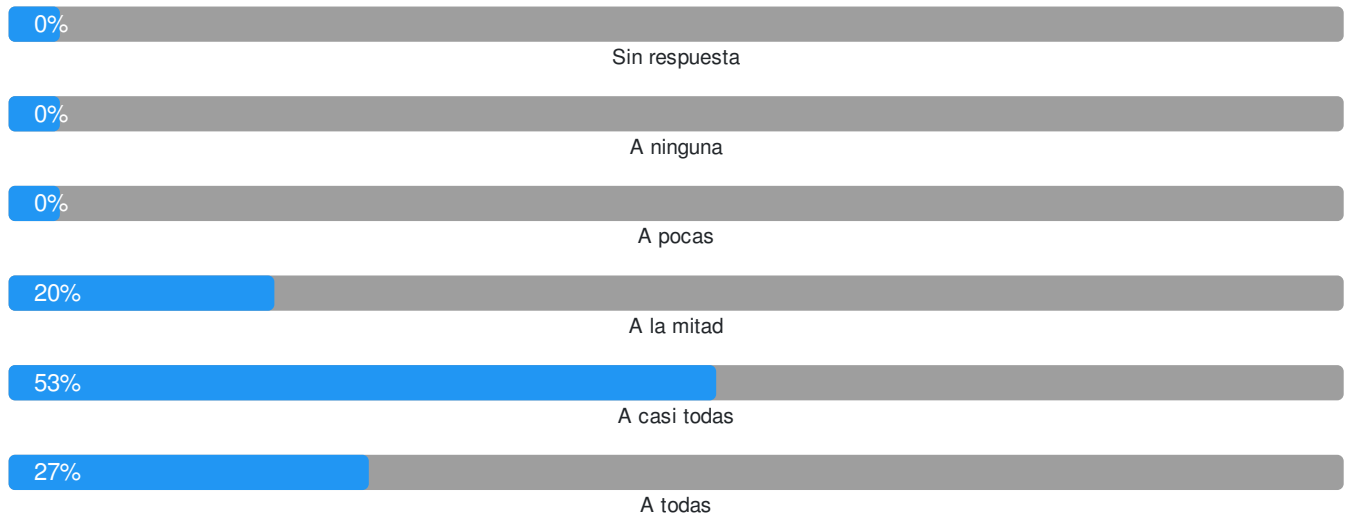 0%
Sin respuesta
0%
A ninguna
0%
A pocas
20%
A la mitad
53%
A casi todas
27%
A todas